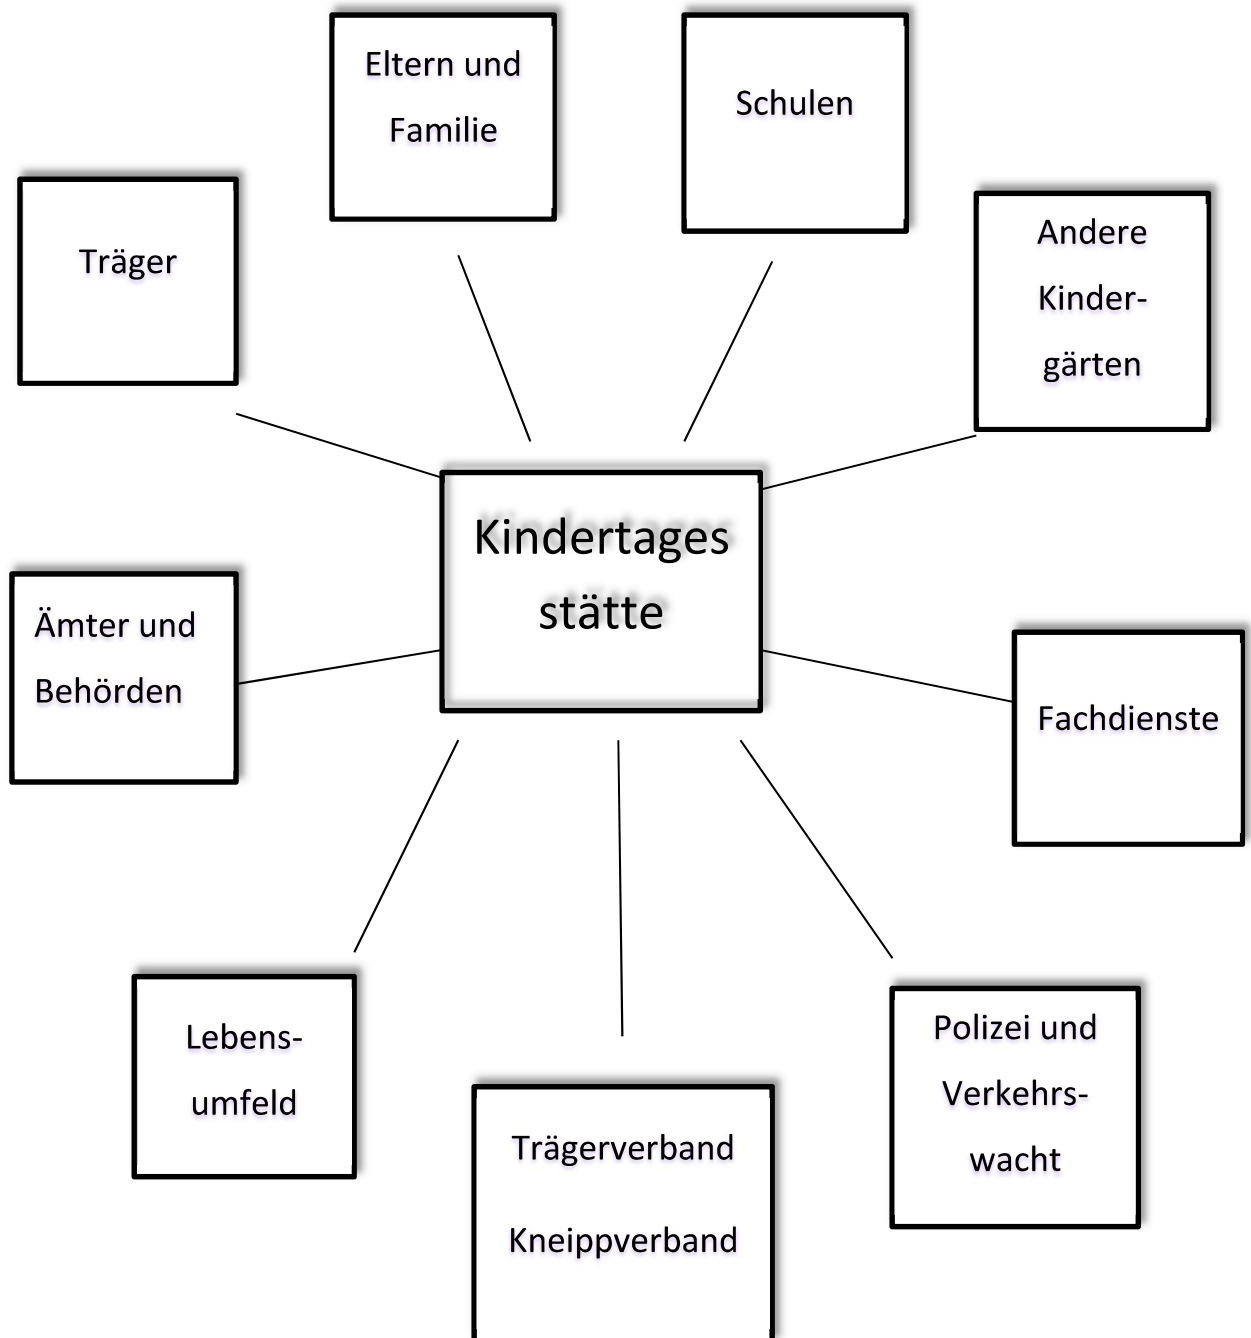 Eltern und
Familie
Schulen
Träger
Andere
Kinder-
gärten
Kindertages
stätte
Ämter und
Behörden
Fachdienste
Lebens-
umfeld
Polizei und
Verkehrs-
wacht
Trägerverband
Kneippverband